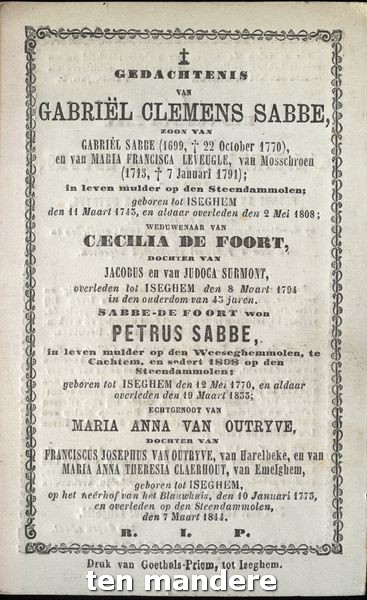 GEDACHTENIS
VAN
GABRIËL CLEMENS SABBE,
ZOON VAN
GABRIËL SABBE (1699, † 22 October 1770),
en van MARIA FRANCISCA LEVEUGLE, van Mosschroen
(1713, † 7 Januari 1791);
in leven mulder op den Steendammolen;
geboren tot ISEGHEM
den 11 Maart 1743, en aldaar overleden den 2 Mei 1808;
WEDUWENAAR VAN
CÆCILIA DE FOORT,
DOCHTER VAN
JACOBUS en van JUDOCA SURMONT,
overleden tot ISEGHEM den 8 Maart 1794
in den ouderdom van 45 jaren.
SABBE-DE FOORT won
PETRUS SABBE,
in leven mulder op den Weeseghemmolen, te
Cachtem, en sedert 1808 op den
Steendammolen;
geboren tot ISEGHEM den 12 Mei 1770, en aldaar
overleden den 19 Maart 1835;
ECHTGENOOT VAN
MARIA ANNA VAN OUTRYVE,
DOCHTER VAN
FRANCISCUS JOSEPHUS VAN OUTRYVE, van Harelbeke, en van
MARIA ANNA THERESIA CLAERHOUT, van Emelghem,
geboren tot ISEGHEM,
op het neêrhof van het Blauwhuis, den 10 Januari 1775,
en overleden op den Steendammolen,
den 7 Maart 1844.
R. I. P.
Druk van Goethals-Priem, tot Iseghem.
ten mandere